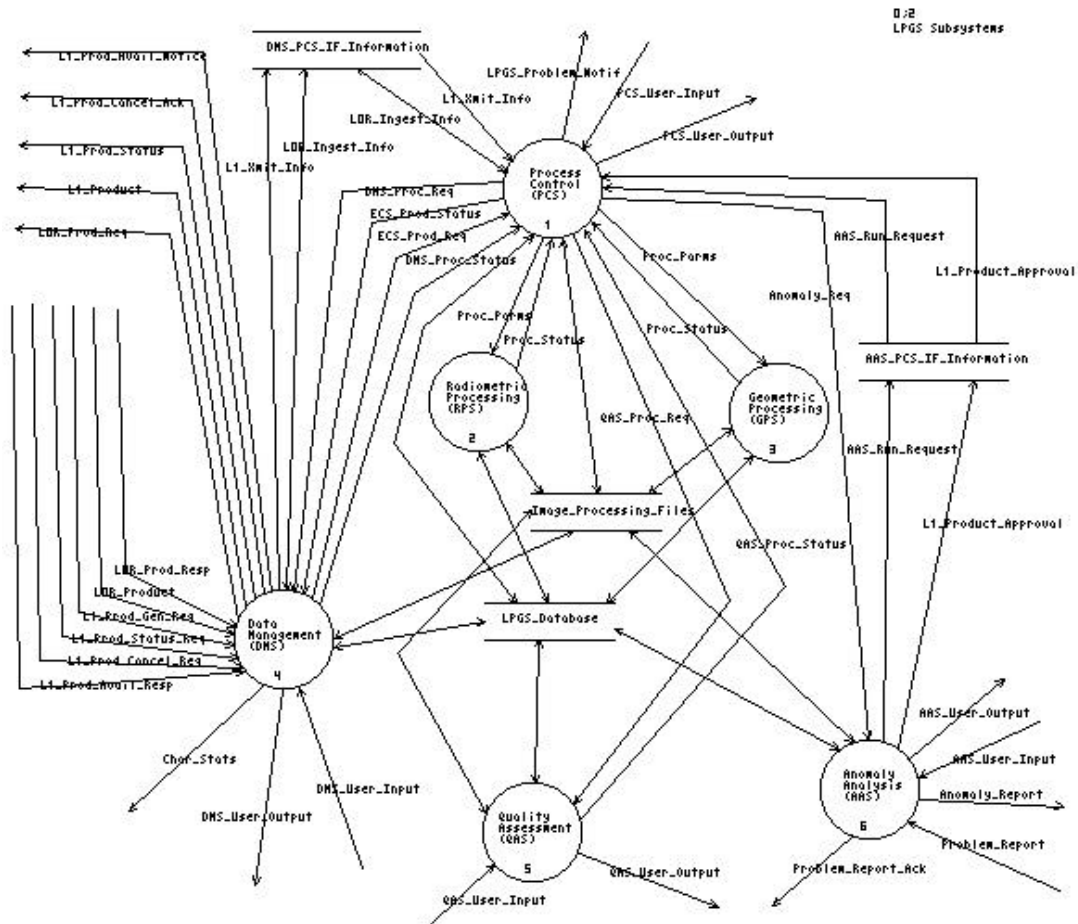 0;2
LPGS Subsystems
DMS_PCS_IF_Information
L1_Prod_Avail_Notice
L1_Prod_Cancel_Ack
L1_Prod_Status
L1_Product
L0R_Prod_Req
L1_Xmit_Info
L0R_Ingest_Info
L0R_Ingest_Info
L1_Xmit_Info
LPGS_Problem_Notif
PCS_User_Input
PCS_User_Output
Process
Control
(PCS)
1
DMS_Proc_Req
ECS_Prod_Status
ECS_Prod_Req
DMS_Proc_Status
Proc_Parms
Proc_Status
Proc_Parms
Proc_Status
Anomaly_Req
AAS_Run_Request
L1_Product_Approval
AAS_PCS_IF_Information
Radiometric
Processing
(RPS)
2
Geometric
Processing
(GPS)
3
QAS_Proc_Req
AAS_Run_Request
L1_Product_Approval
Image_Processing_Files
QAS_Proc_Status
LPGS_Database
L0R_Prod_Resp
L0R_Product
L1_Prod_Gen_Req
L1_Prod_Status_Req
L1_Prod_Cancel_Req
L1_Prod_Avail_Resp
Data
Management
(DMS)
4
Char_Stats
DMS_User_Output
DMS_User_Input
Quality
Assessment
(QAS)
5
QAS_User_Input
QAS_User_Output
Anomaly
Analysis
(AAS)
6
AAS_User_Output
AAS_User_Input
Anomaly_Report
Problem_Report
Problem_Report_Ack